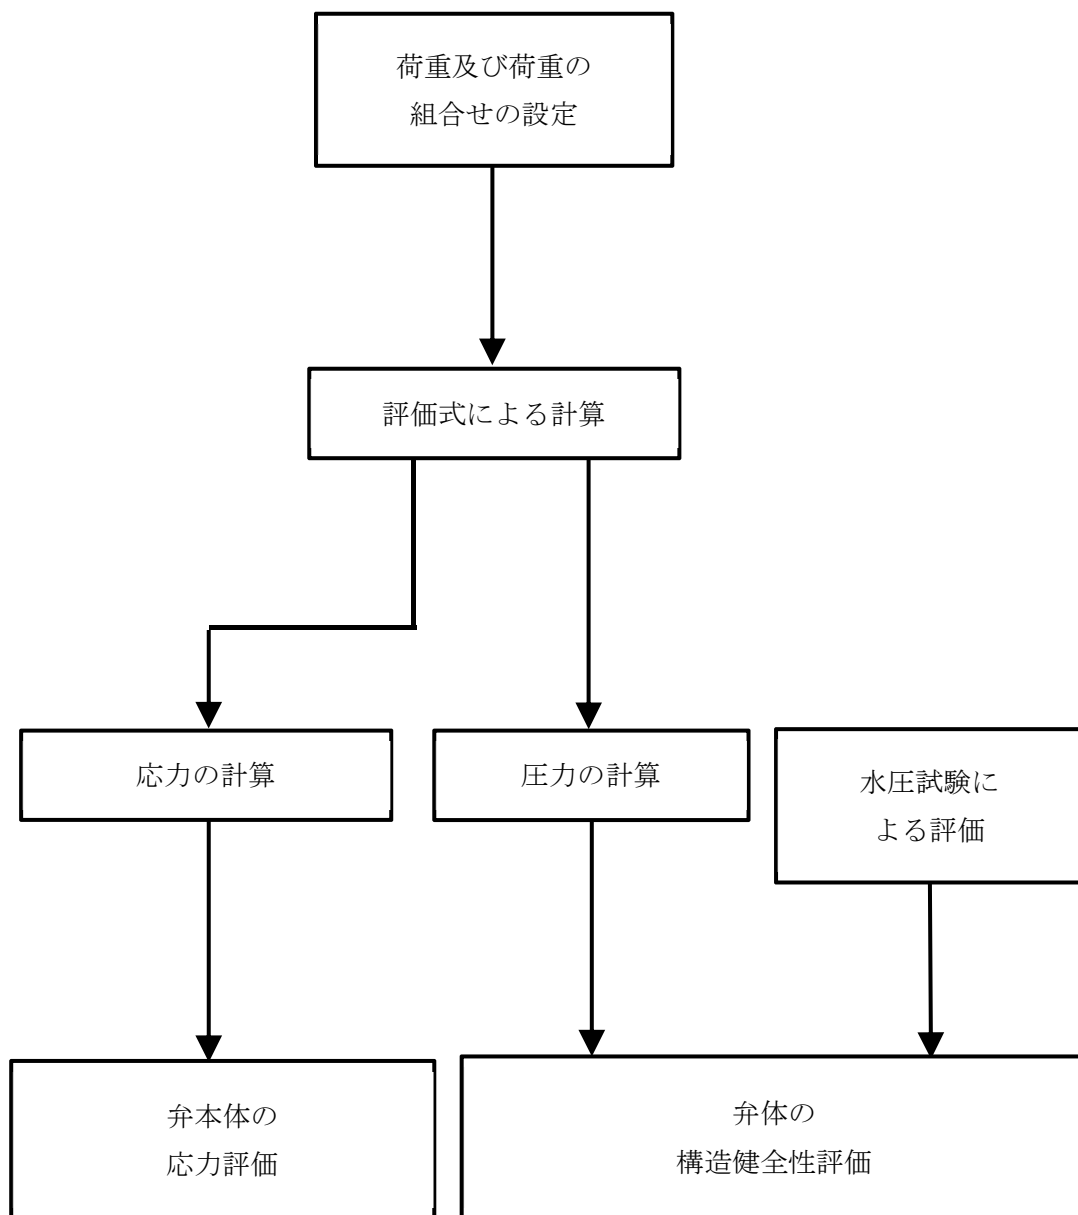 荷重及び荷重の
組合せの設定
評価式による計算
応力の計算
圧力の計算
水圧試験に
よる評価
弁本体の
応力評価
弁体の
構造健全性評価